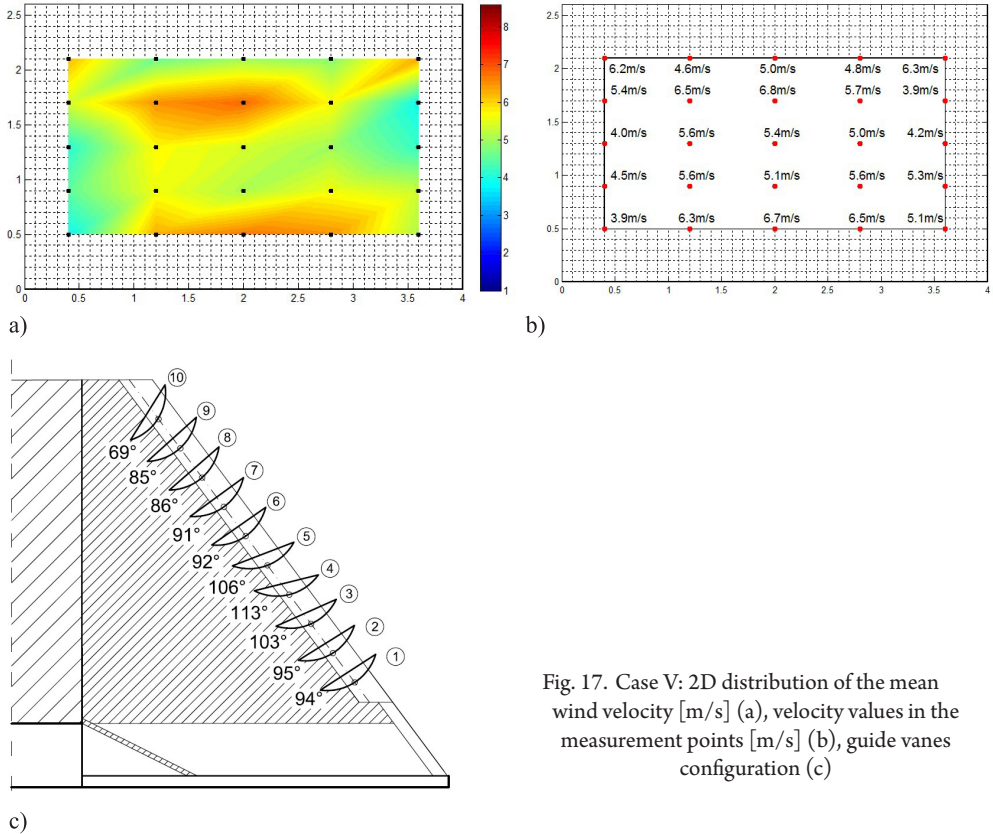 2.5
2
1.5
1
0.5
0
0 0.5 1 1.5 2 2.5 3 3.5 4
8
7
6
5
4
3
2
1
a)
2.5
2
1.5
1
0.5
0
6.2m/s 4.6m/s 5.0m/s 4.8m/s 6.3m/s
5.4m/s 6.5m/s 6.8m/s 5.7m/s 3.9m/s
4.0m/s 5.6m/s 5.4m/s 5.0m/s 4.2m/s
4.5m/s 5.6m/s 5.1m/s 5.6m/s 5.3m/s
3.9m/s 6.3m/s 6.7m/s 6.5m/s 5.1m/s
0 0.5 1 1.5 2 2.5 3 3.5 4
b)
10
69° 9
85° 8
86° 7
91° 6
92° 5
106° 4
113° 3
103° 2
95° 1
94°
c)
Fig. 17. Case V: 2D distribution of the mean
wind velocity [m/s] (a), velocity values in the
measurement points [m/s] (b), guide vanes
configuration (c)